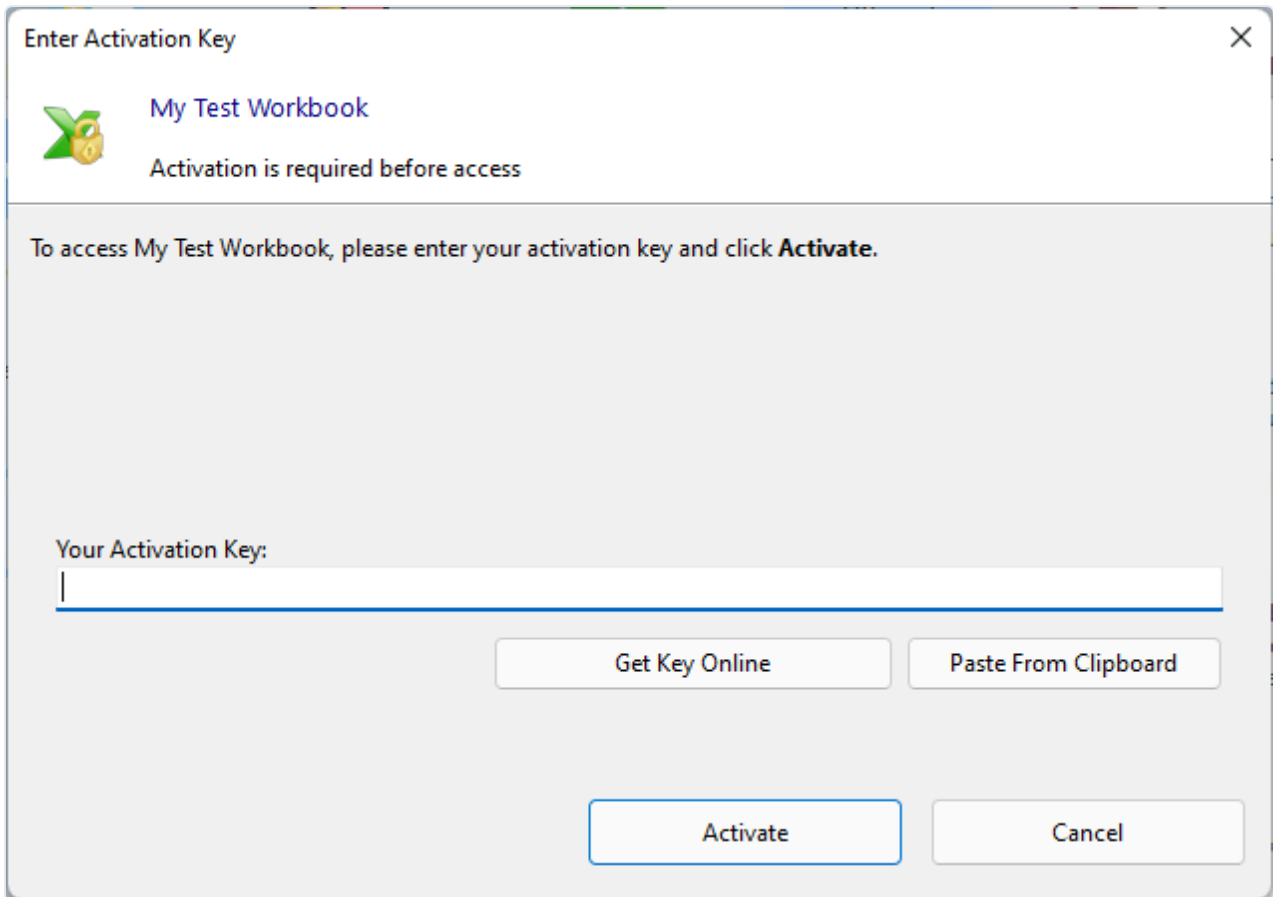 Enter Activation Key
My Test Workbook
Activation is required before access
To access My Test Workbook, please enter your activation key and click Activate.
Your Activation Key:
Get Key Online
Paste From Clipboard
Activate
Cancel